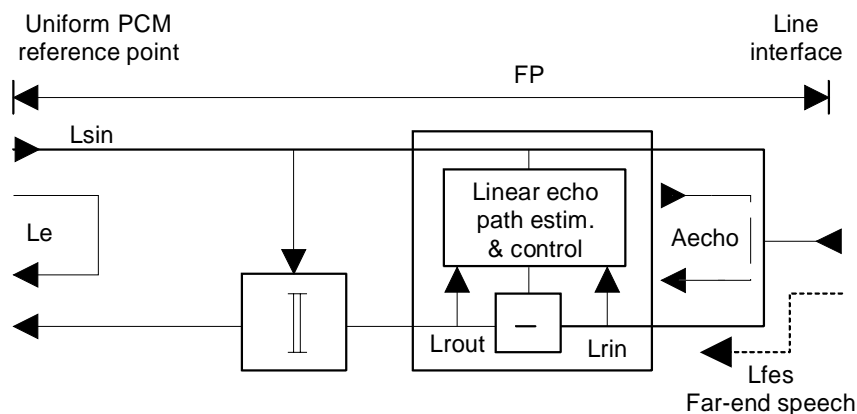 Uniform PCM
reference point
Line
interface
FP
Lsin
Linear echo
path estim.
& control
Le
Aecho
Lrout
Lrin
Lfes
Far-end speech